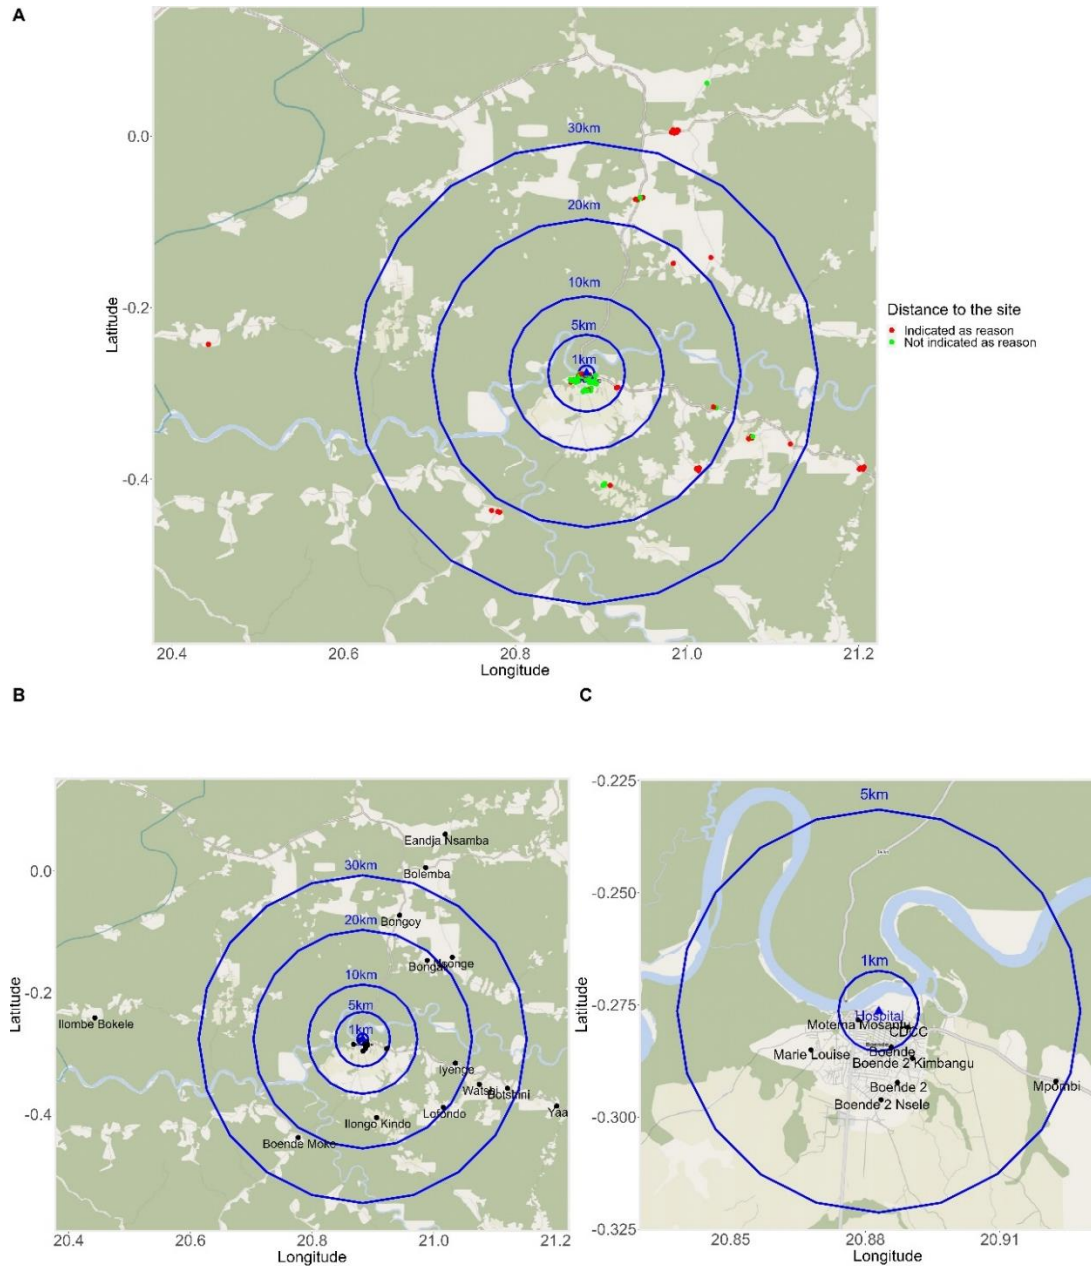 A
30km
20km
10km
5km
1km
0.0
-0.2
-0.4
20.4
20.6
20.8
21.0
21.2
Latitude
Longitude
Distance to the site
Indicated as reason
Not indicated as reason
B
C
Eandja Nsamba
Bolemba
30km
Bongoy
20km
10km
5km
1km
Ilombe Bokele
Iyenge
Watshi
Botshini
Yaa
Lofondo
Ilongo Kindo
Boende Moke
0.0
-0.2
-0.4
20.4
20.6
20.8
21.0
21.2
Latitude
Longitude
5km
1km
Hospital
Motema Mosantu
CDCC
Marie Louise
Boende
Boende 2 Kimbangu
Boende 2
Mpombi
Boende 2 Nsele
-0.225
-0.250
-0.275
-0.300
-0.325
20.85
20.88
20.91
Latitude
Longitude